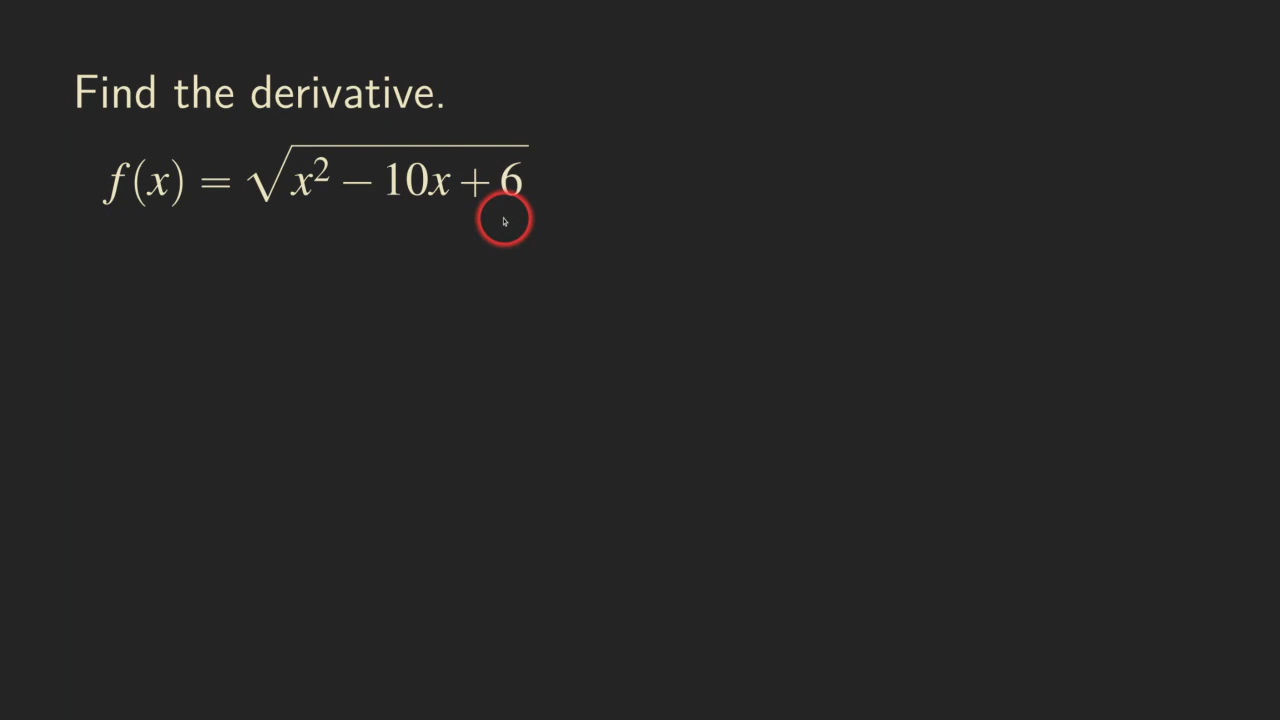 Find the derivative.
f(x) = √(x² − 10x + 6)